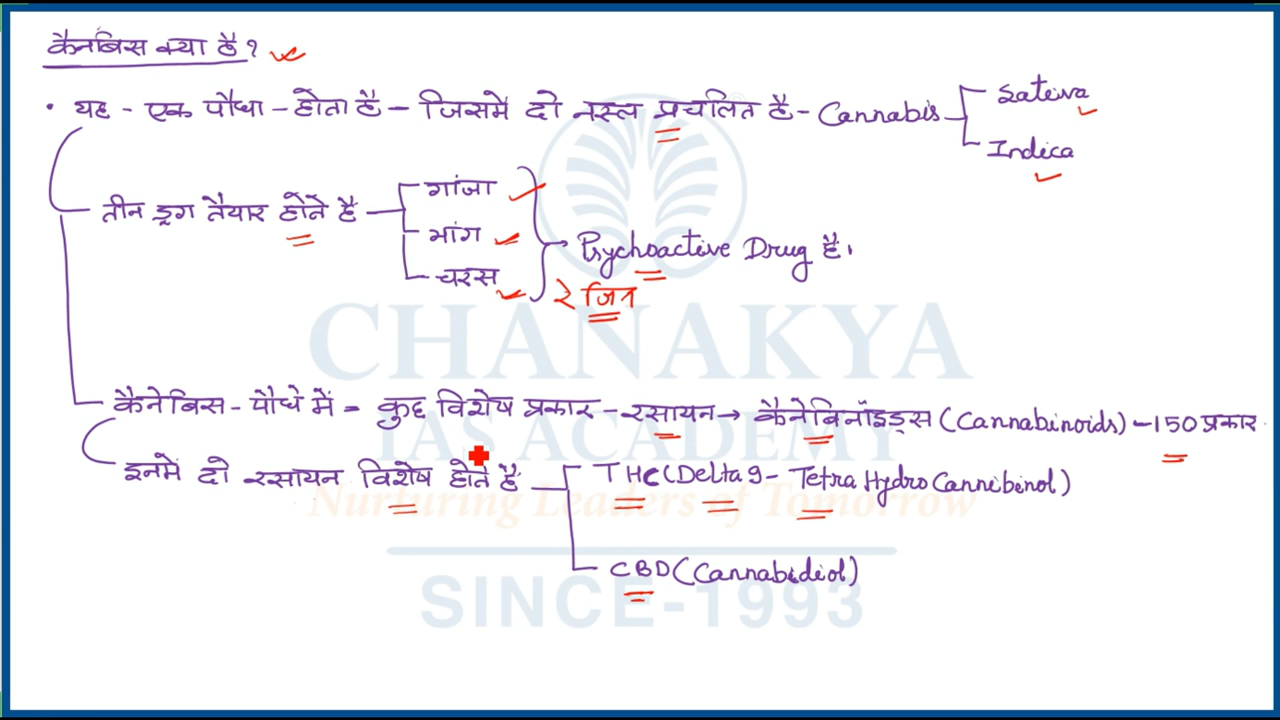 कैनबिस क्या है?
• यह - एक पौधा - होता है - जिसमें दो नस्ल प्रचलित है - Cannabis
Sateiva
Indica
तीन ड्रग तैयार होते है
गांजा
भांग
चरस
Psychoactive Drug है।
रेजिन
कैनेबिस - पौधे में = कुछ विशेष प्रकार - रसायन → कैनेबिनॉइड्स (Cannabinoids) - 150 प्रकार
इनमें दो रसायन विशेष होते है
THC (Delta 9 - Tetra Hydro Cannibinol)
CBD (Cannabidiol)
CHANAKYA
IAS ACADEMY
Nurturing Leaders of Tomorrow
SINCE-1993